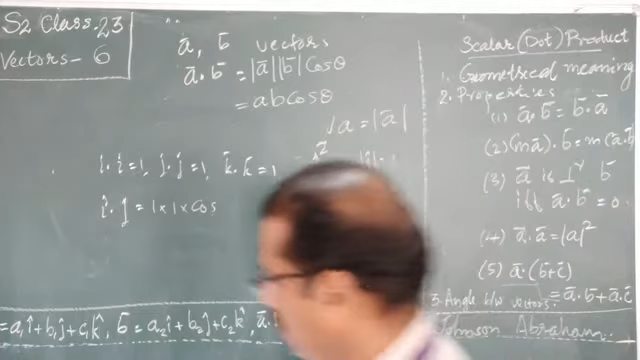 S2 Class-23
Vectors-6
ā, b̄ vectors
ā.b̄ = |ā||b̄|Cosθ
= abcosθ
√a = |ā|
î.î=1, ĵ.ĵ=1, k̄.k̄=1
î.ĵ = 1×1×cos
=a₁î+b₁ĵ+c₁k̂, b̄=a₂î+b₂ĵ+c₂k̂, ā.
Scalar (Dot) Product
1. Geometrical meaning
2. Properties
(1) ā.b̄ = b̄.ā
(2) (mā).b̄ = m(ā.b̄
(3) ā is ⊥ʳ b̄
iff ā.b̄ = 0
(4) ā.ā = |a|²
(5) ā.(b̄+c̄)
= ā.b̄+ā.c̄
3. Angle b/w vectors.
Johnson Abraham..